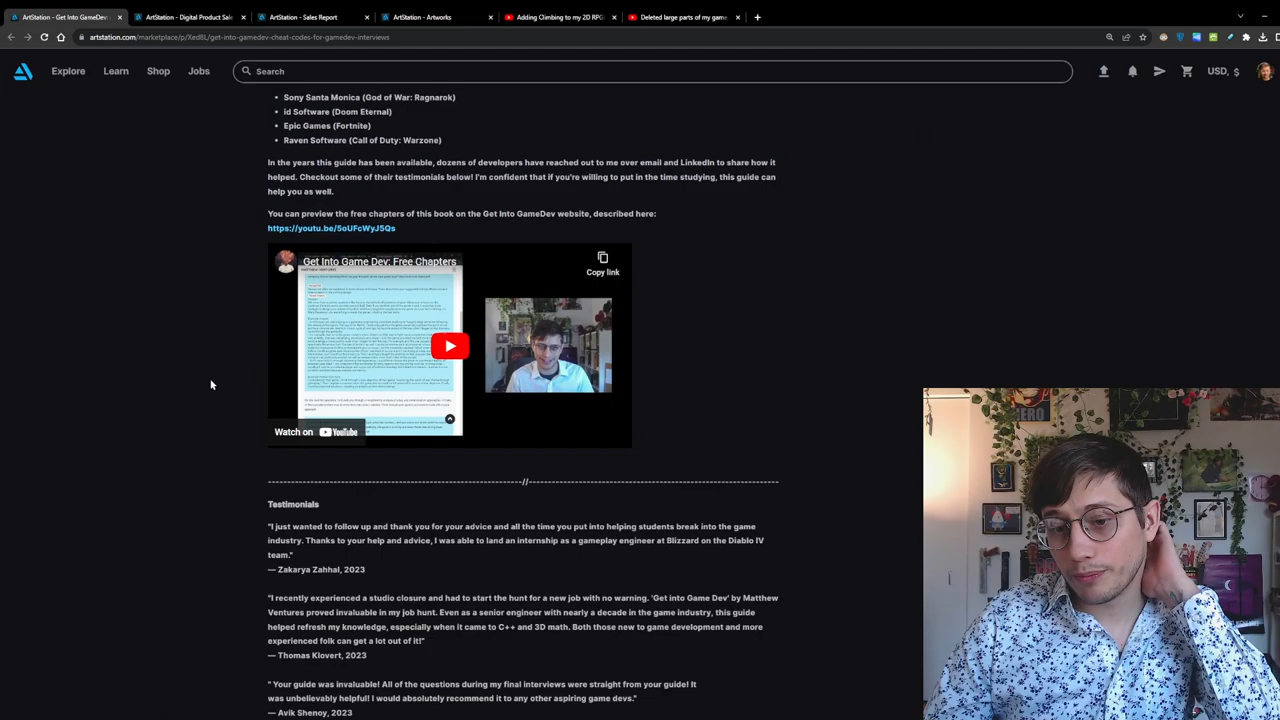 ArtStation - Get Into GameDev:
ArtStation - Digital Product Sale
ArtStation - Sales Report
ArtStation - Artworks
Adding Climbing to my 2D RPG
Deleted large parts of my game
artstation.com/marketplace/p/Xed8L/get-into-gamedev-cheat-codes-for-gamedev-interviews
Explore
Learn
Shop
Jobs
Search
USD, $
• Sony Santa Monica (God of War: Ragnarok)
• id Software (Doom Eternal)
• Epic Games (Fortnite)
• Raven Software (Call of Duty: Warzone)
In the years this guide has been available, dozens of developers have reached out to me over email and LinkedIn to share how it
helped. Checkout some of their testimonials below! I'm confident that if you're willing to put in the time studying, this guide can
help you as well.
You can preview the free chapters of this book on the Get Into GameDev website, described here:
https://youtu.be/5oUFcWyJ5Qs
Get Into Game Dev: Free Chapters
Copy link
Watch on YouTube
----------------------------------------------------------------------//----------------------------------------------------------------------
Testimonials
"I just wanted to follow up and thank you for your advice and all the time you put into helping students break into the game
industry. Thanks to your help and advice, I was able to land an internship as a gameplay engineer at Blizzard on the Diablo IV
team."
— Zakarya Zahhal, 2023
"I recently experienced a studio closure and had to start the hunt for a new job with no warning. 'Get into Game Dev' by Matthew
Ventures proved invaluable in my job hunt. Even as a senior engineer with nearly a decade in the game industry, this guide
helped refresh my knowledge, especially when it came to C++ and 3D math. Both those new to game development and more
experienced folk can get a lot out of it!"
— Thomas Klovert, 2023
" Your guide was invaluable! All of the questions during my final interviews were straight from your guide! It
was unbelievably helpful! I would absolutely recommend it to any other aspiring game devs."
— Avik Shenoy, 2023